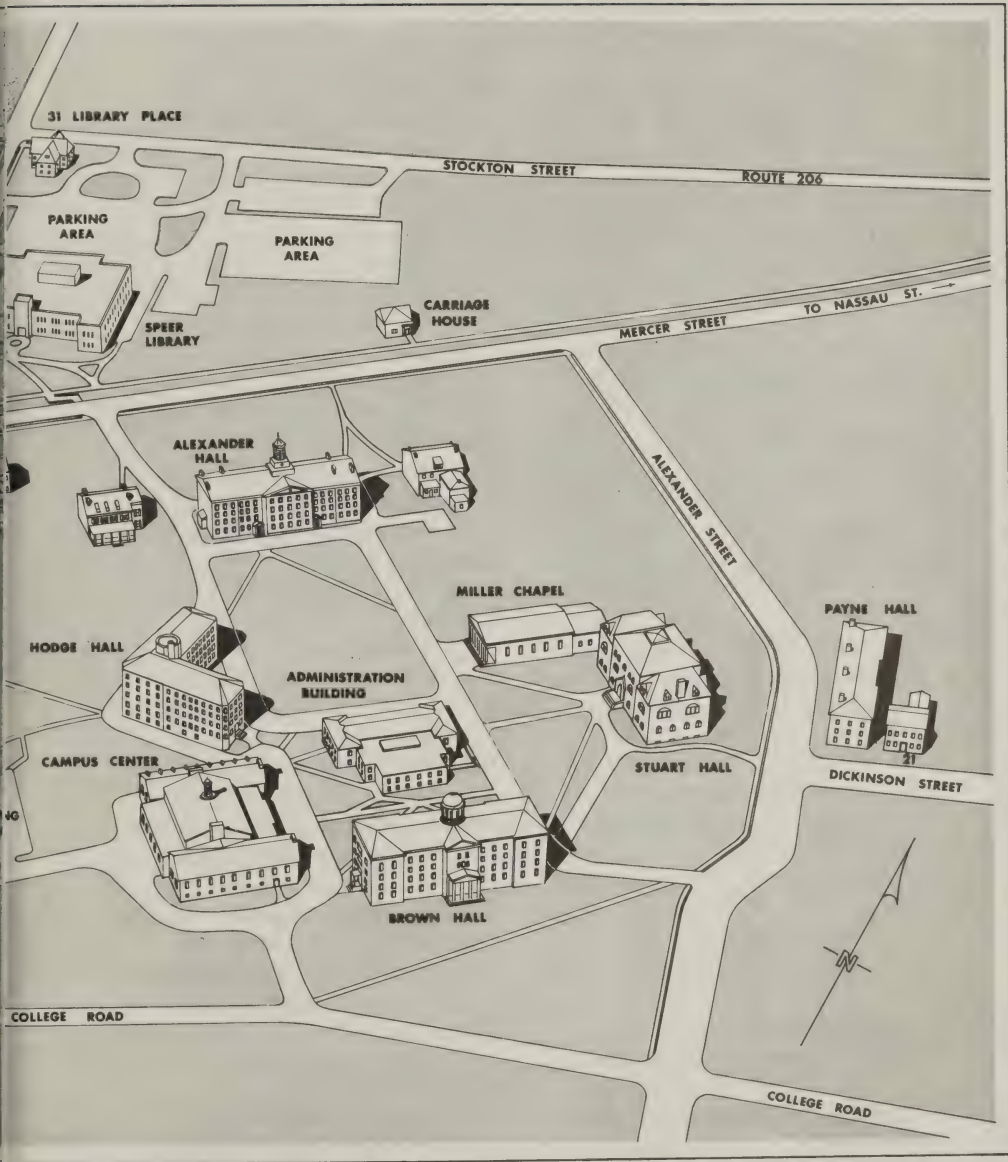 31 LIBRARY PLACE
STOCKTON STREET
ROUTE 206
PARKING
AREA
PARKING
AREA
CARRIAGE
HOUSE
SPEER
LIBRARY
MERCER STREET
TO NASSAU ST.
ALEXANDER
HALL
ALEXANDER STREET
MILLER CHAPEL
PAYNE HALL
HODGE HALL
ADMINISTRATION
BUILDING
CAMPUS CENTER
STUART HALL
21
DICKINSON STREET
NG
BROWN HALL
N
COLLEGE ROAD
COLLEGE ROAD